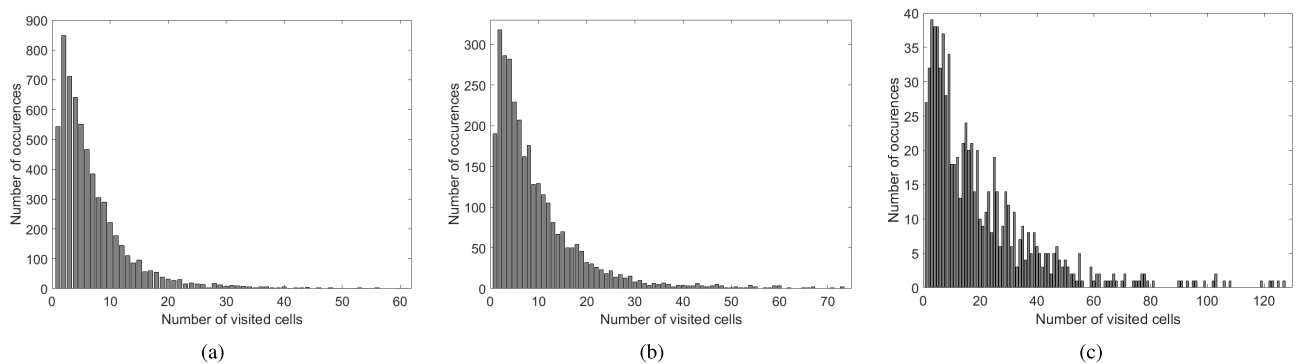 900
800
700
600
500
400
300
200
100
0
0 10 20 30 40 50 60
Number of occurences
Number of visited cells
(a)
300
250
200
150
100
50
0
0 10 20 30 40 50 60 70
Number of occurences
Number of visited cells
(b)
40
35
30
25
20
15
10
5
0
0 20 40 60 80 100 120
Number of occurences
Number of visited cells
(c)